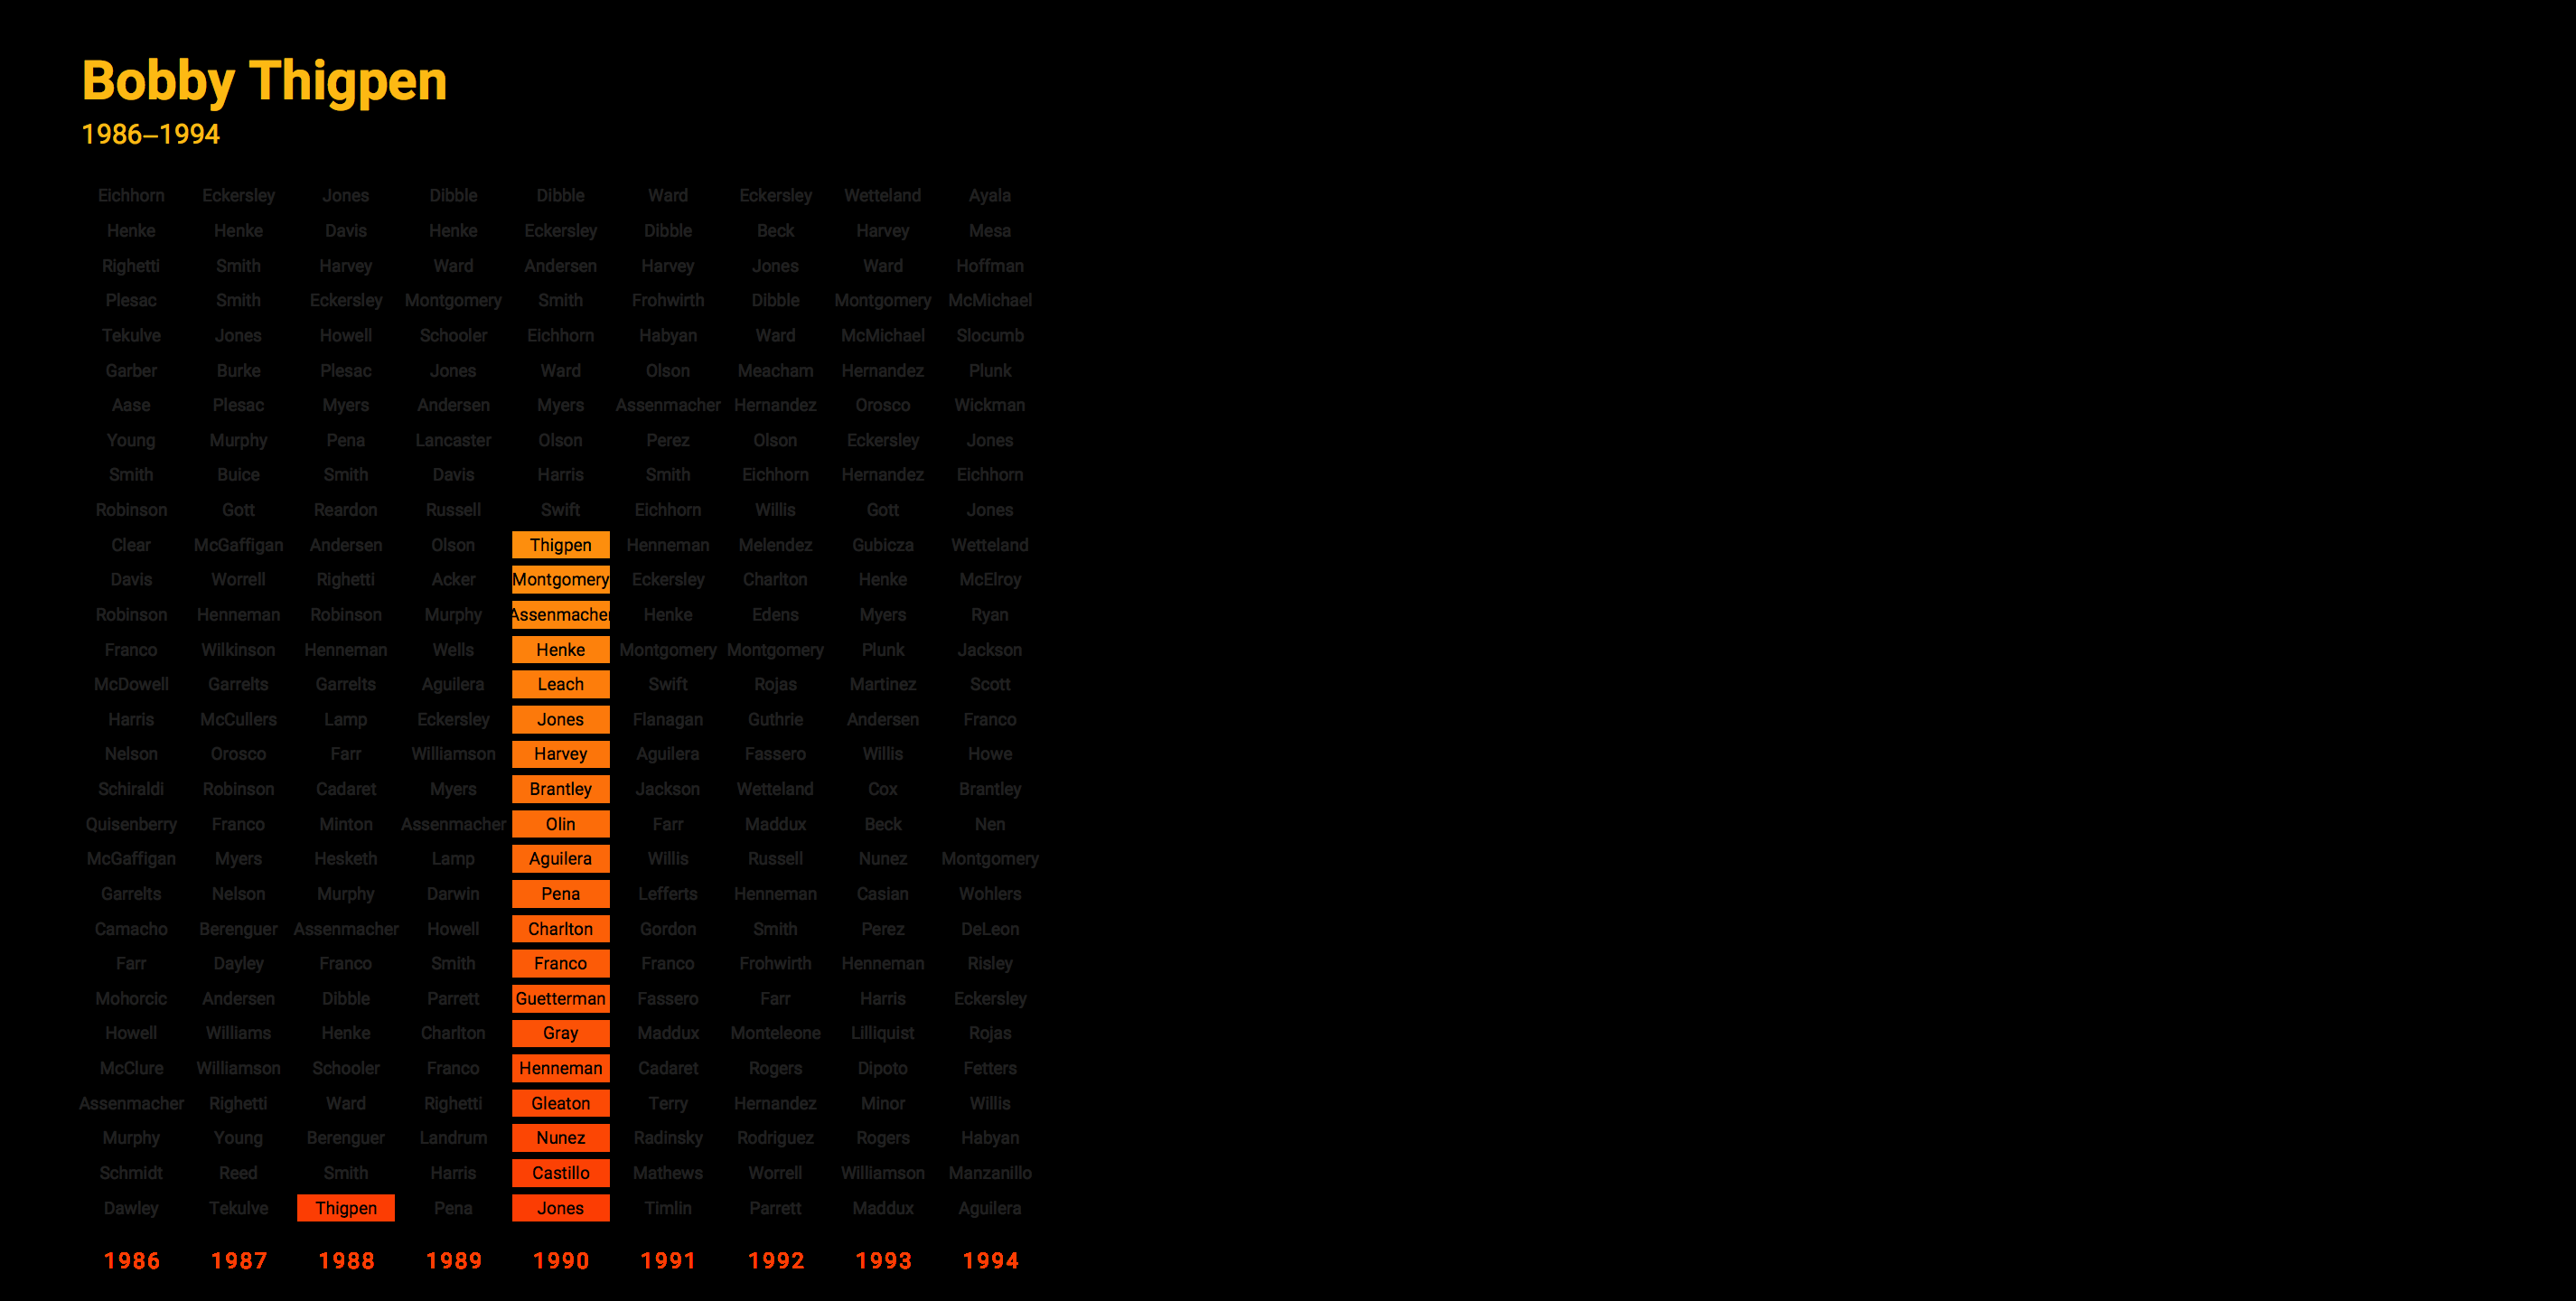 Bobby Thigpen
1986–1994
Eichhorn Eckersley Jones Dibble Dibble Ward Eckersley Wetteland Ayala
Henke Henke Davis Henke Eckersley Dibble Beck Harvey Mesa
Righetti Smith Harvey Ward Andersen Harvey Jones Ward Hoffman
Plesac Smith Eckersley Montgomery Smith Frohwirth Dibble Montgomery McMichael
Tekulve Jones Howell Schooler Eichhorn Habyan Ward McMichael Slocumb
Garber Burke Plesac Jones Ward Olson Meacham Hernandez Plunk
Aase Plesac Myers Andersen Myers Assenmacher Hernandez Orosco Wickman
Young Murphy Pena Lancaster Olson Perez Olson Eckersley Jones
Smith Buice Smith Davis Harris Smith Eichhorn Hernandez Eichhorn
Robinson Gott Reardon Russell Swift Eichhorn Willis Gott Jones
Clear McGaffigan Andersen Olson Thigpen Henneman Melendez Gubicza Wetteland
Davis Worrell Righetti Acker Montgomery Eckersley Charlton Henke McElroy
Robinson Henneman Robinson Murphy Assenmacher Henke Edens Myers Ryan
Franco Wilkinson Henneman Wells Henke Montgomery Montgomery Plunk Jackson
McDowell Garrelts Garrelts Aguilera Leach Swift Rojas Martinez Scott
Harris McCullers Lamp Eckersley Jones Flanagan Guthrie Andersen Franco
Nelson Orosco Farr Williamson Harvey Aguilera Fassero Willis Howe
Schiraldi Robinson Cadaret Myers Brantley Jackson Wetteland Cox Brantley
Quisenberry Franco Minton Assenmacher Olin Farr Maddux Beck Nen
McGaffigan Myers Hesketh Lamp Aguilera Willis Russell Nunez Montgomery
Garrelts Nelson Murphy Darwin Pena Lefferts Henneman Casian Wohlers
Camacho Berenguer Assenmacher Howell Charlton Gordon Smith Perez DeLeon
Farr Dayley Franco Smith Franco Franco Frohwirth Henneman Risley
Mohorcic Andersen Dibble Parrett Guetterman Fassero Farr Harris Eckersley
Howell Williams Henke Charlton Gray Maddux Monteleone Lilliquist Rojas
McClure Williamson Schooler Franco Henneman Cadaret Rogers Dipoto Fetters
Assenmacher Righetti Ward Righetti Gleaton Terry Hernandez Minor Willis
Murphy Young Berenguer Landrum Nunez Radinsky Rodriguez Rogers Habyan
Schmidt Reed Smith Harris Castillo Mathews Worrell Williamson Manzanillo
Dawley Tekulve Thigpen Pena Jones Timlin Parrett Maddux Aguilera
1986 1987 1988 1989 1990 1991 1992 1993 1994